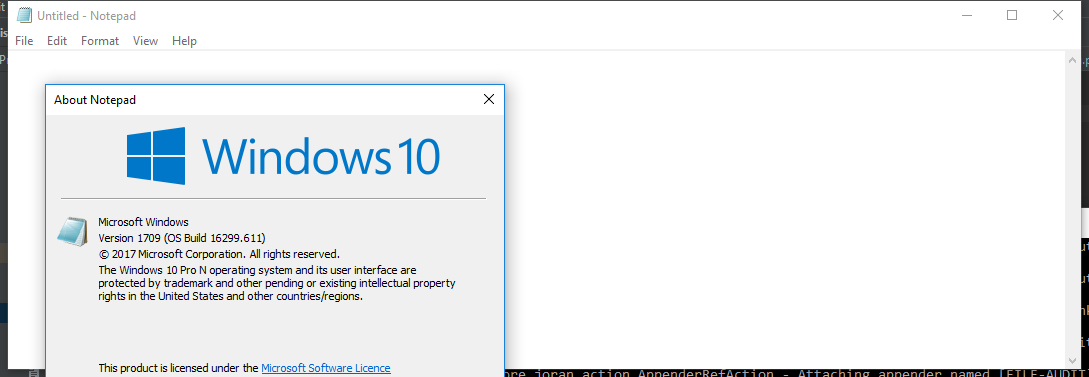 Untitled - Notepad
File Edit Format View Help
About Notepad
Windows 10
Microsoft Windows
Version 1709 (OS Build 16299.611)
© 2017 Microsoft Corporation. All rights reserved.
The Windows 10 Pro N operating system and its user interface are
protected by trademark and other pending or existing intellectual property
rights in the United States and other countries/regions.
This product is licensed under the Microsoft Software Licence
joran.action.AppenderRefAction - Attaching appender named [FILE-AUDIT